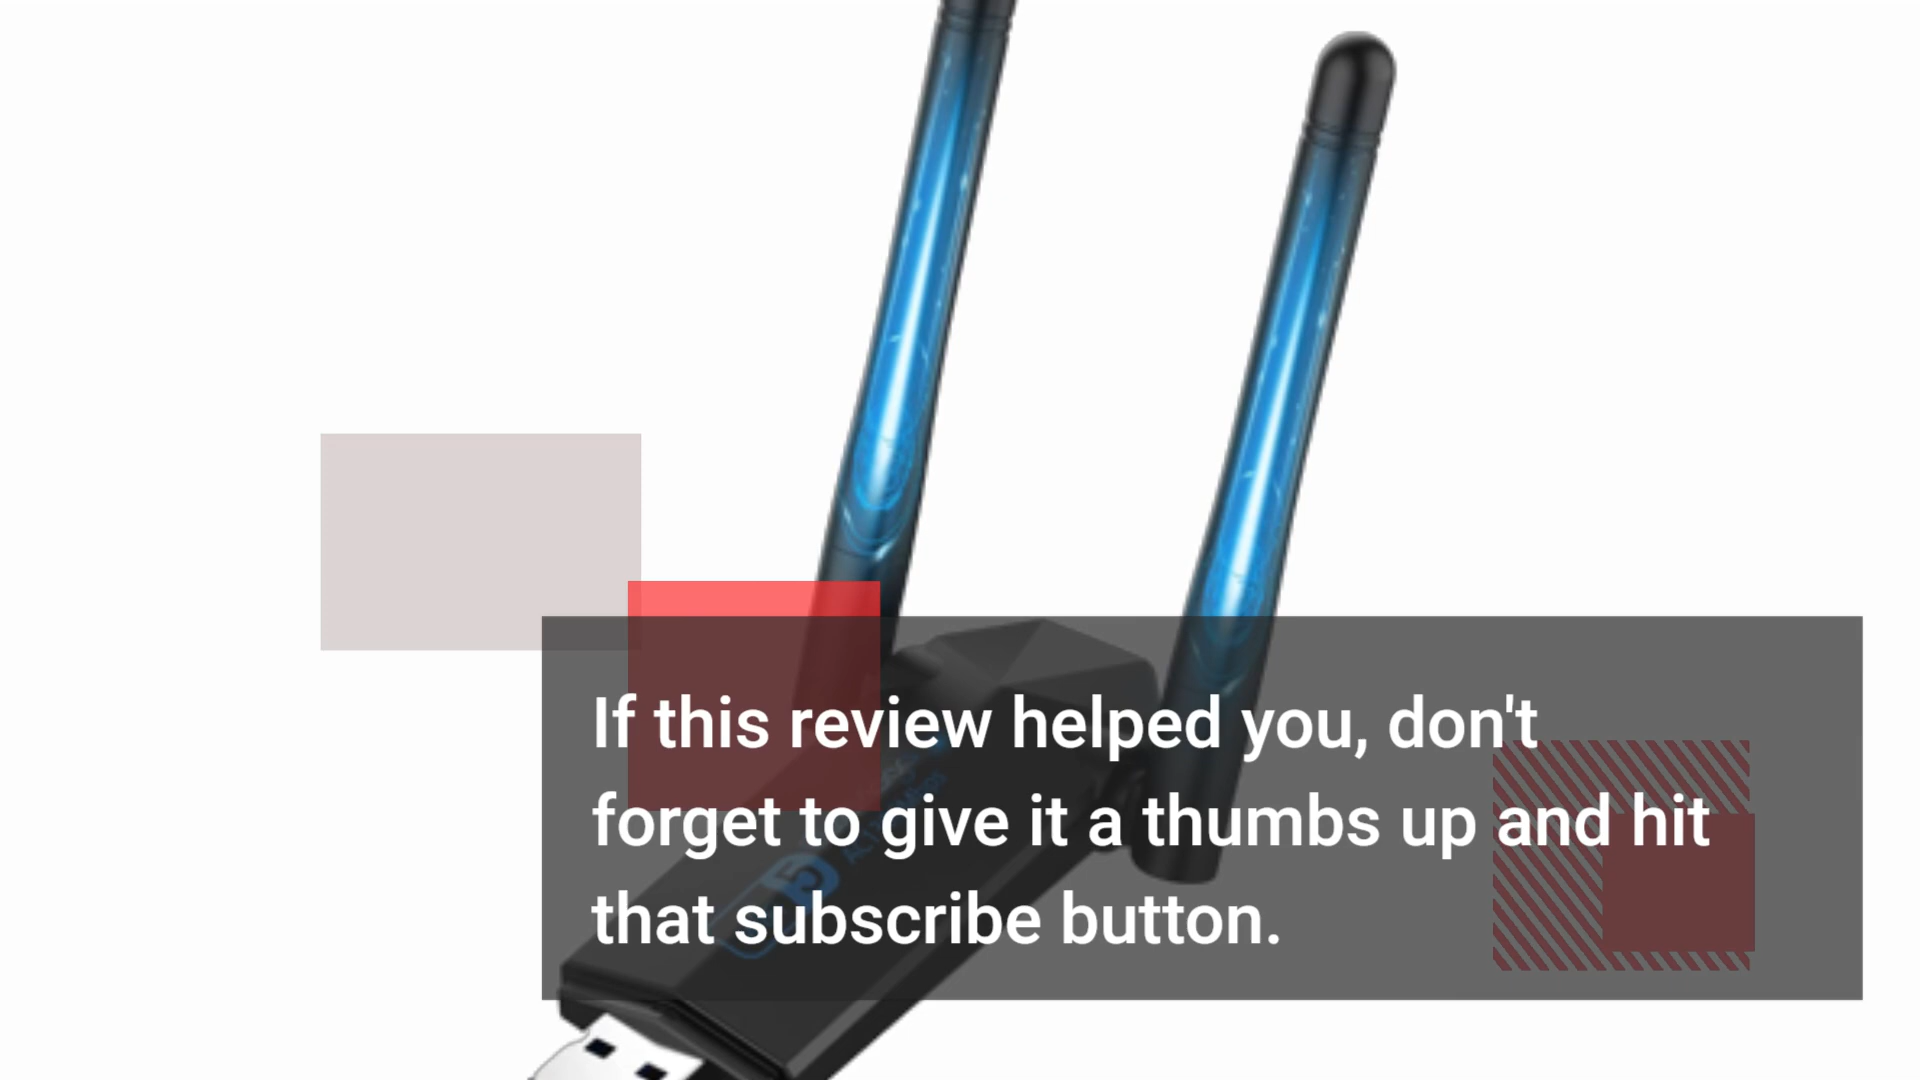 If this review helped you, don't
forget to give it a thumbs up and hit
that subscribe button.